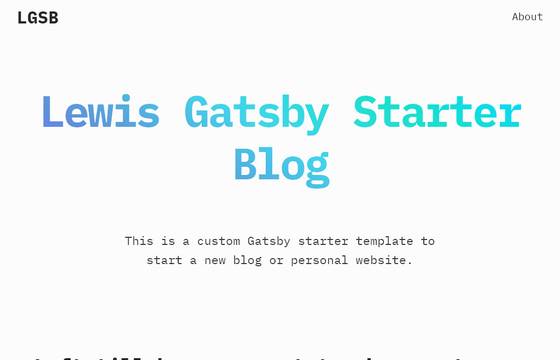 LGSB
About
Lewis Gatsby Starter
Blog
This is a custom Gatsby starter template to
start a new blog or personal website.